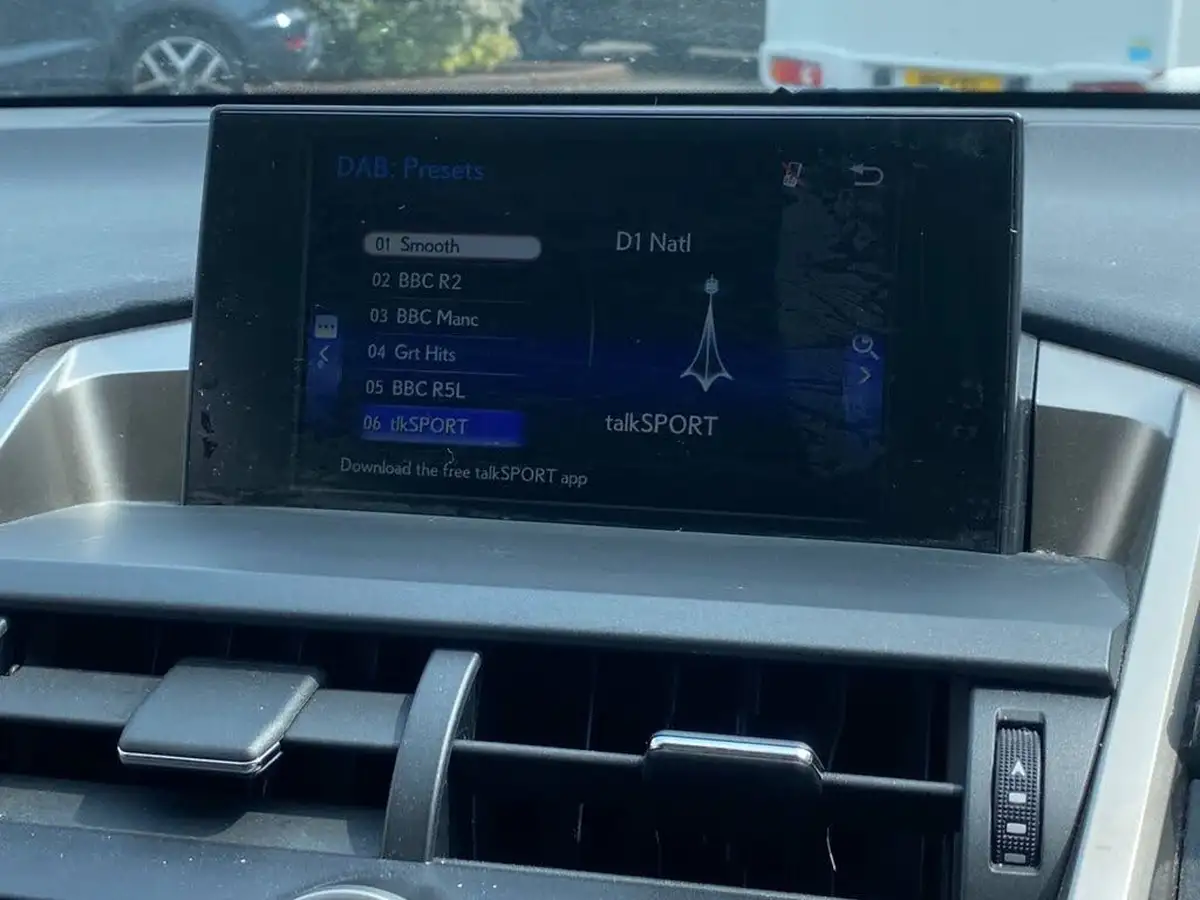 DAB: Presets
01 Smooth
02 BBC R2
03 BBC Manc
04 Grt Hits
05 BBC R5L
06 tlkSPORT
D1 Natl
talkSPORT
Download the free talkSPORT app